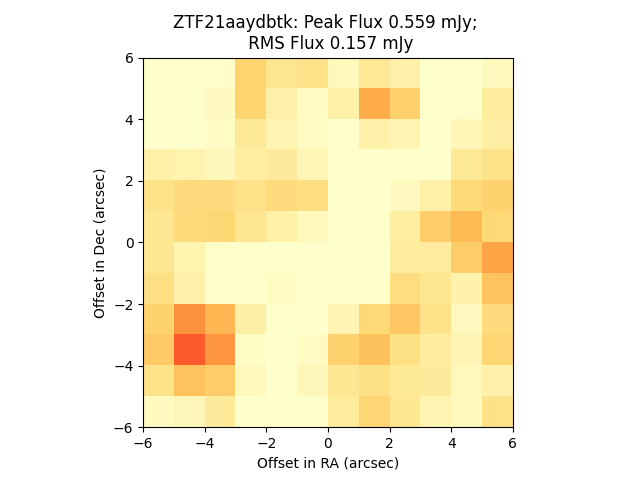 ZTF21aaydbtk: Peak Flux 0.559 mJy;
RMS Flux 0.157 mJy
6
4
2
0
−2
−4
−6
Offset in Dec (arcsec)
−6 −4 −2 0 2 4 6
Offset in RA (arcsec)